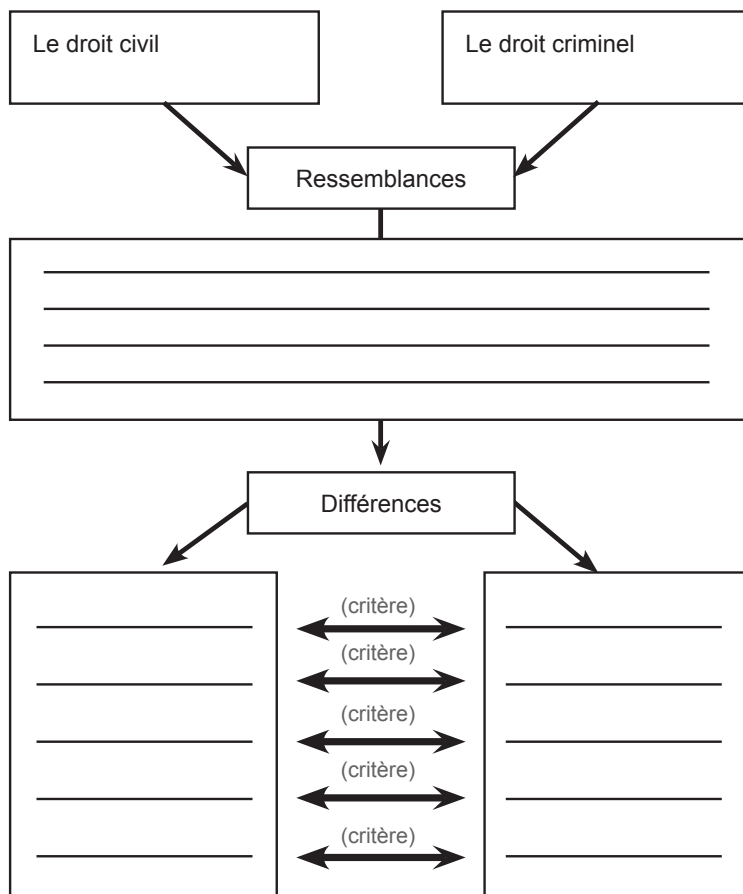 Le droit civil
Le droit criminel
Ressemblances
Différences
(critère)
(critère)
(critère)
(critère)
(critère)